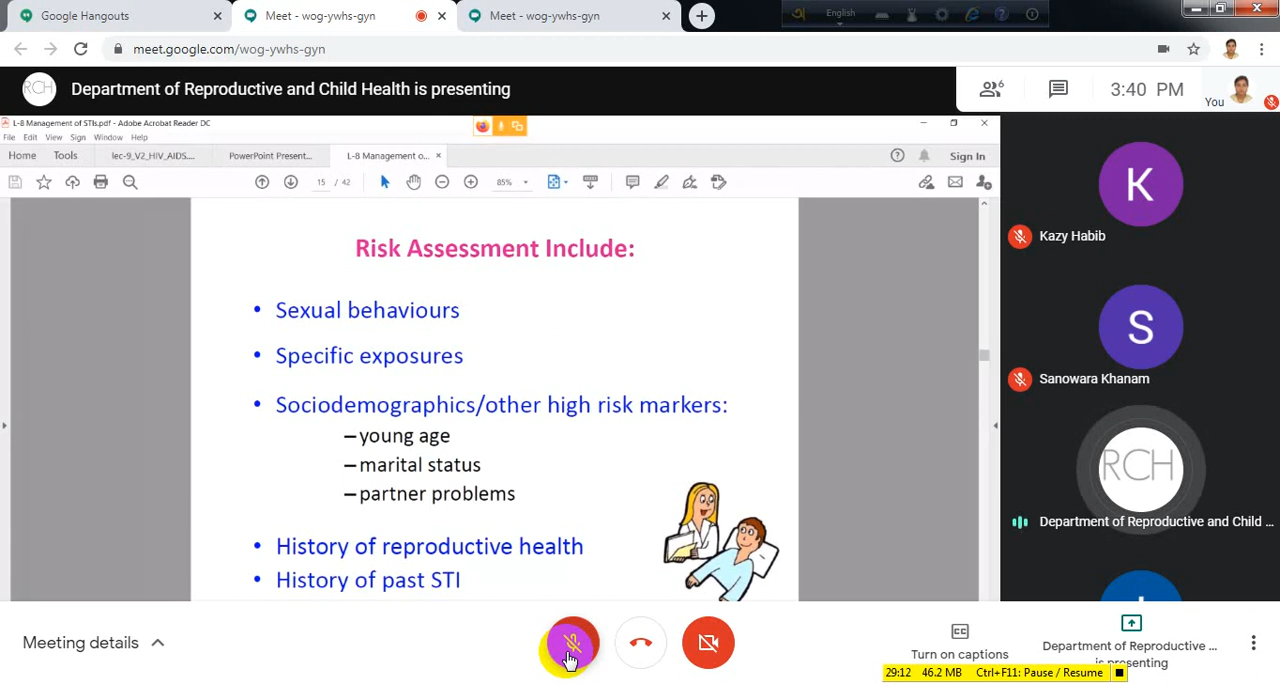 Google Hangouts
Meet - wog-ywhs-gyn
Meet - wog-ywhs-gyn
English
meet.google.com/wog-ywhs-gyn
RCH
Department of Reproductive and Child Health is presenting
6
3:40 PM
You
L-8 Management of STIs.pdf - Adobe Acrobat Reader DC
File Edit View Sign Window Help
Home Tools lec-9_V2_HIV_AIDS.... PowerPoint Present... L-8 Management o... Sign In
15 / 42 85%
Risk Assessment Include:
• Sexual behaviours
• Specific exposures
• Sociodemographics/other high risk markers:
–young age
–marital status
–partner problems
• History of reproductive health
• History of past STI
K
Kazy Habib
S
Sanowara Khanam
RCH
Department of Reproductive and Child ...
Meeting details
Turn on captions
Department of Reproductive ...
is presenting
29:12 46.2 MB Ctrl+F11: Pause / Resume